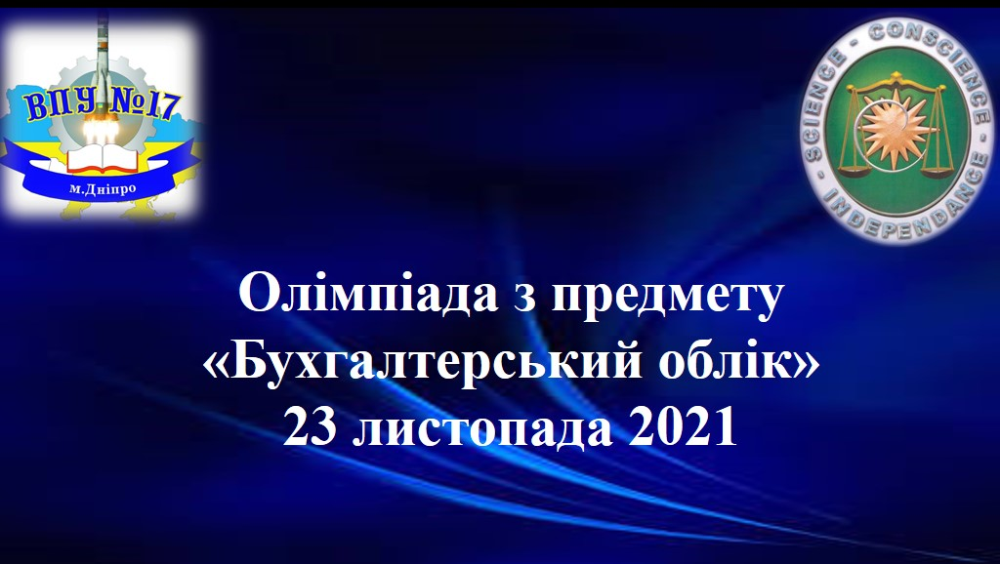 ВПУ №17
м.Дніпро
SCIENCE - CONSCIENCE - INDEPENDANCE -
Олімпіада з предмету
«Бухгалтерський облік»
23 листопада 2021